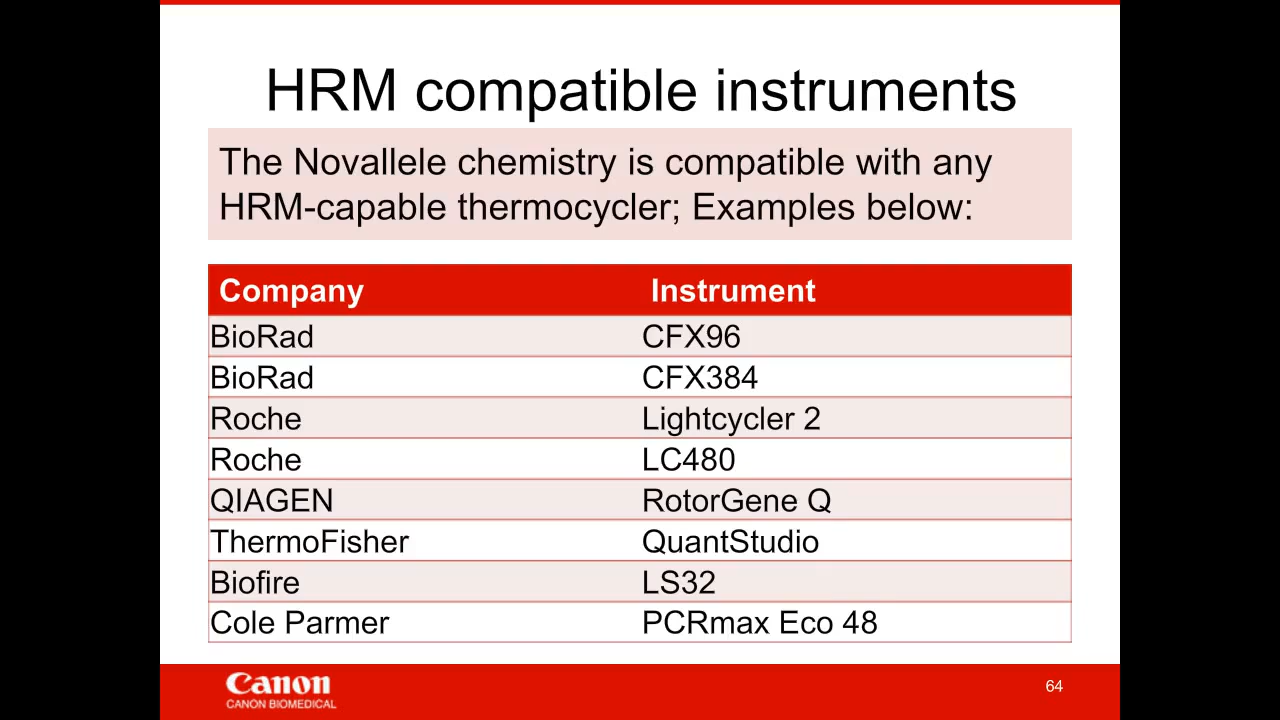 HRM compatible instruments
The Novallele chemistry is compatible with any
HRM-capable thermocycler; Examples below:
Company Instrument
BioRad CFX96
BioRad CFX384
Roche Lightcycler 2
Roche LC480
QIAGEN RotorGene Q
ThermoFisher QuantStudio
Biofire LS32
Cole Parmer PCRmax Eco 48
Canon
CANON BIOMEDICAL
64